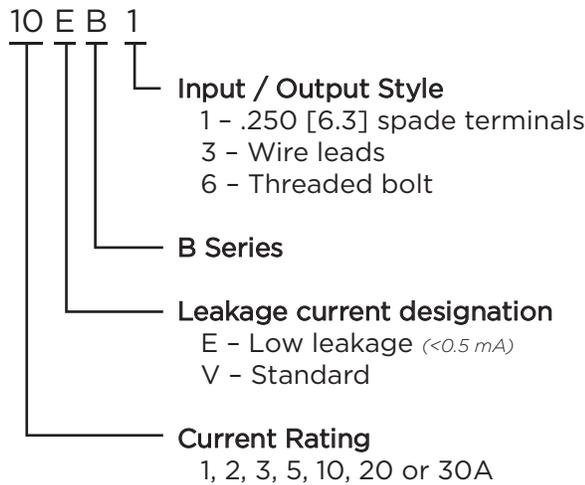 10 E B 1
Input / Output Style
1 – .250 [6.3] spade terminals
3 – Wire leads
6 – Threaded bolt
B Series
Leakage current designation
E – Low leakage (<0.5 mA)
V – Standard
Current Rating
1, 2, 3, 5, 10, 20 or 30A